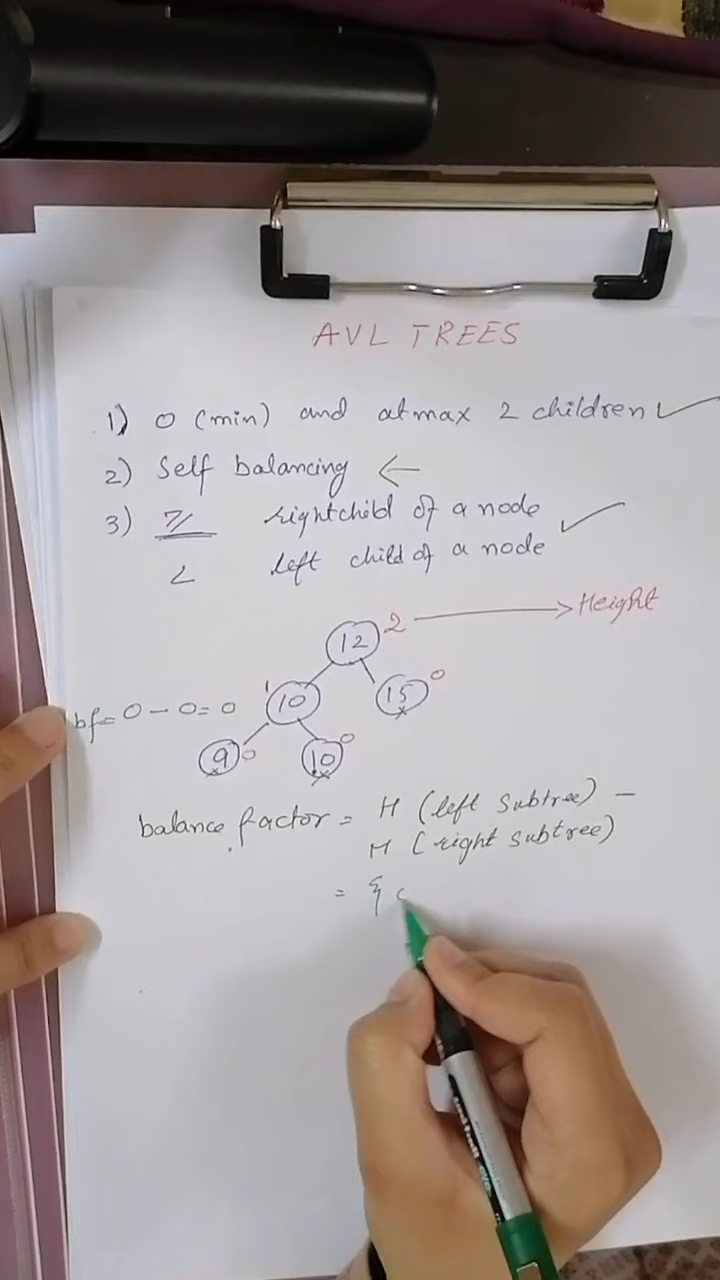 AVL TREES
1) 0 (min) and atmax 2 children
2) Self balancing ←
3) ≥ rightchild of a node
< left child of a node
12 2 → Height
1 10 15 0
bf = 0 - 0 = 0
9 0 10 0
balance factor = H (left subtree) -
H (right subtree)
= {